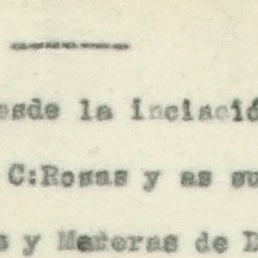 esde la inciació
C:Rosas y as su
s y Materas de D